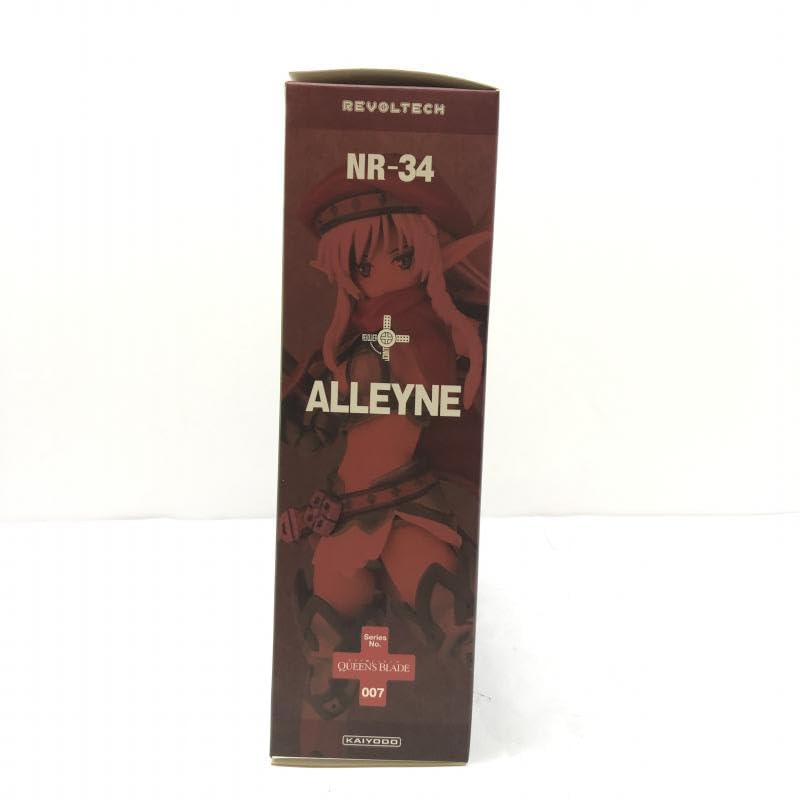 REVOLTECH
NR-34
ALLEYNE
Series
No.
QUEEN'S BLADE
007
KAIYODO